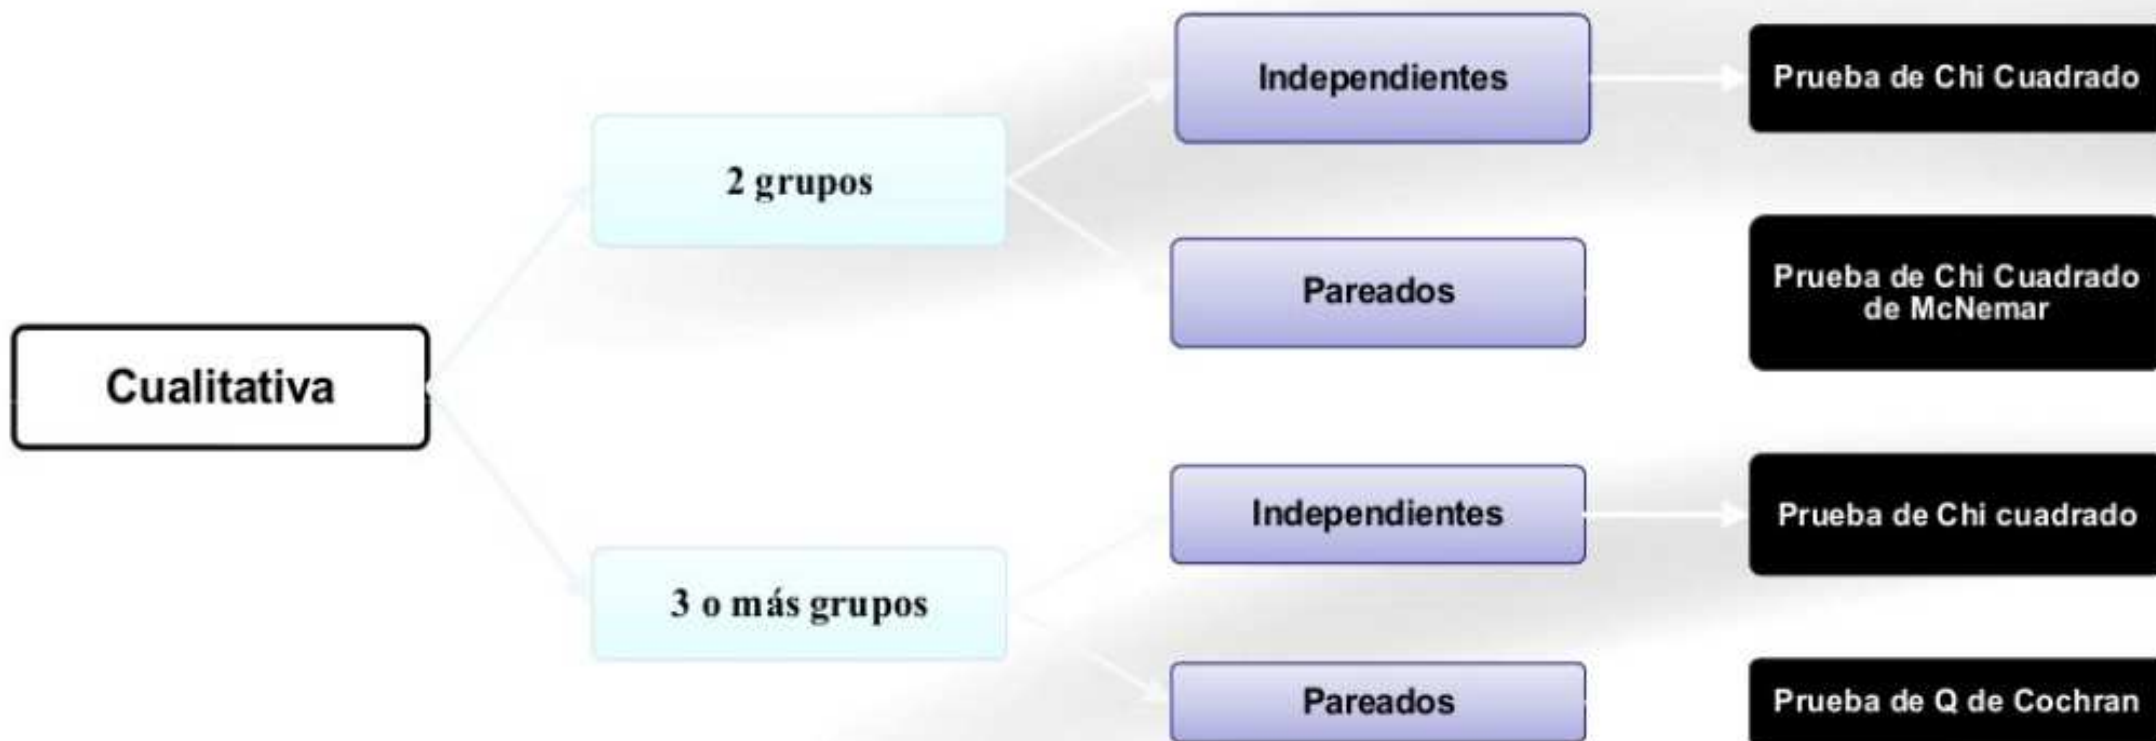 Cualitativa
2 grupos
Independientes
Prueba de Chi Cuadrado
Pareados
Prueba de Chi Cuadrado
de McNemar
3 o más grupos
Independientes
Prueba de Chi cuadrado
Pareados
Prueba de Q de Cochran